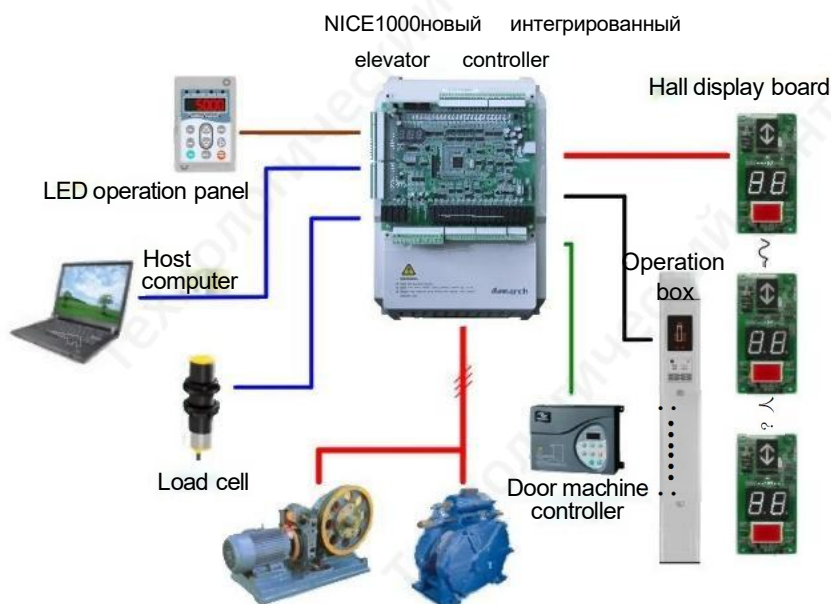 NICE1000новый интегрированный
elevator controller
Hall display board
5000
LED operation panel
Host
computer
Operation
box
Load cell
Door machine
controller